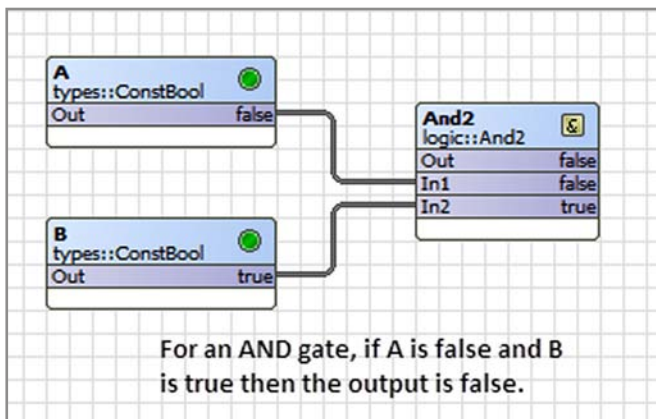 A
types::ConstBool
Out false
And2
logic::And2
&
Out false
In1 false
In2 true
B
types::ConstBool
Out true
For an AND gate, if A is false and B
is true then the output is false.